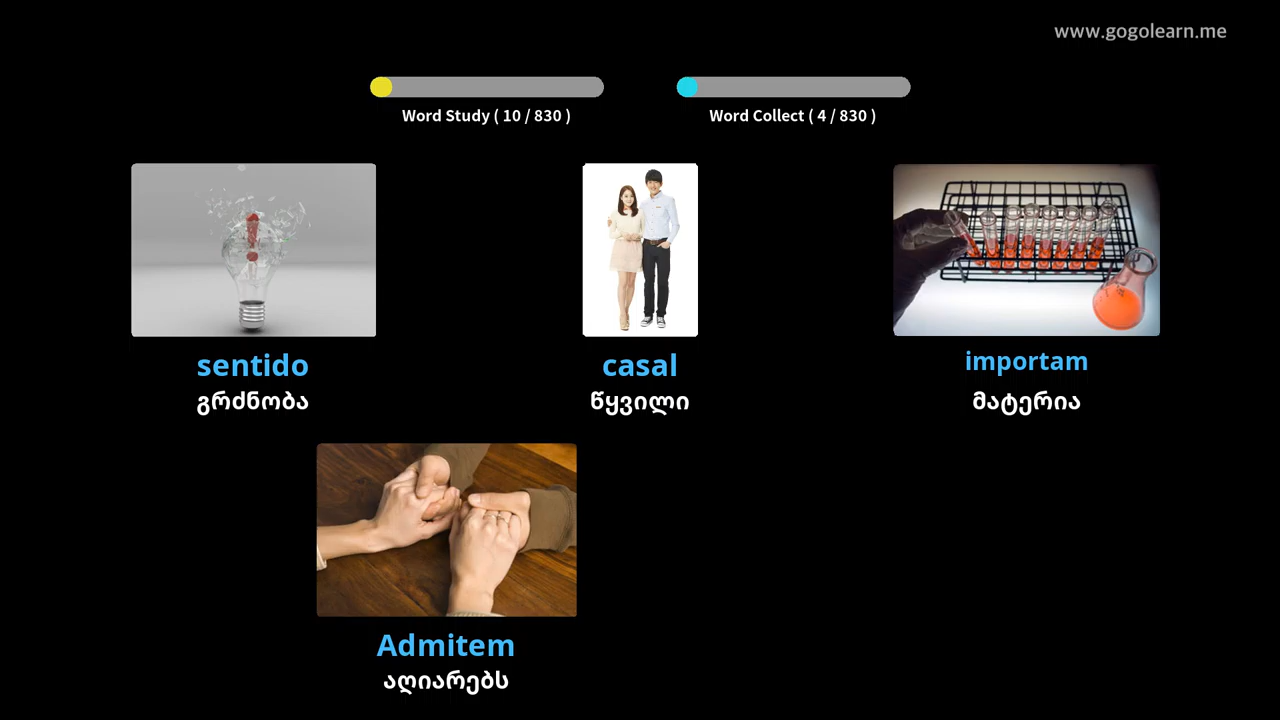 www.gogolearn.me
Word Study ( 10 / 830 )
Word Collect ( 4 / 830 )
sentido
გრძნობა
casal
წყვილი
importam
მატერია
Admitem
აღიარებს